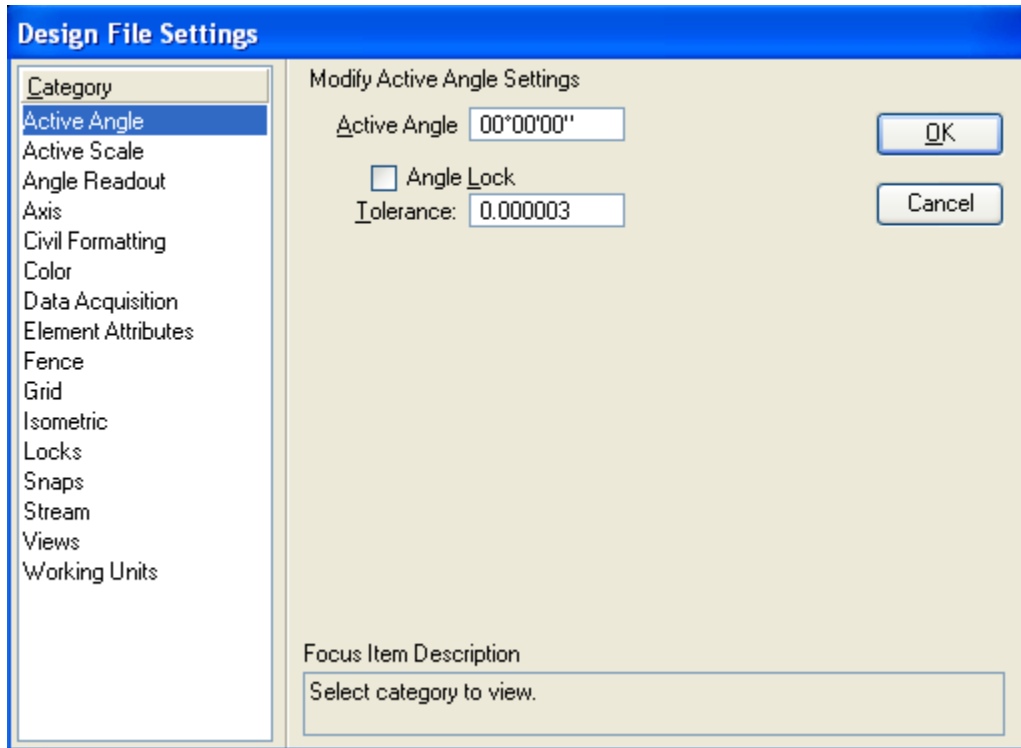 Design File Settings
Category
Active Angle
Active Scale
Angle Readout
Axis
Civil Formatting
Color
Data Acquisition
Element Attributes
Fence
Grid
Isometric
Locks
Snaps
Stream
Views
Working Units
Modify Active Angle Settings
Active Angle 00°00'00"
Angle Lock
Tolerance: 0.000003
OK
Cancel
Focus Item Description
Select category to view.